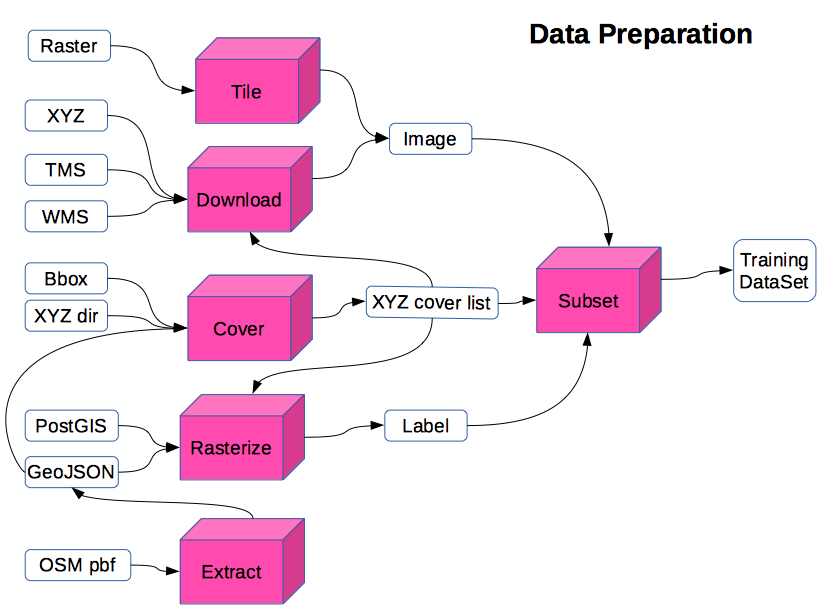 Data Preparation
Raster
Tile
XYZ
Image
TMS
Download
WMS
Bbox
XYZ dir
Cover
XYZ cover list
Subset
Training
DataSet
PostGIS
GeoJSON
Rasterize
Label
OSM pbf
Extract